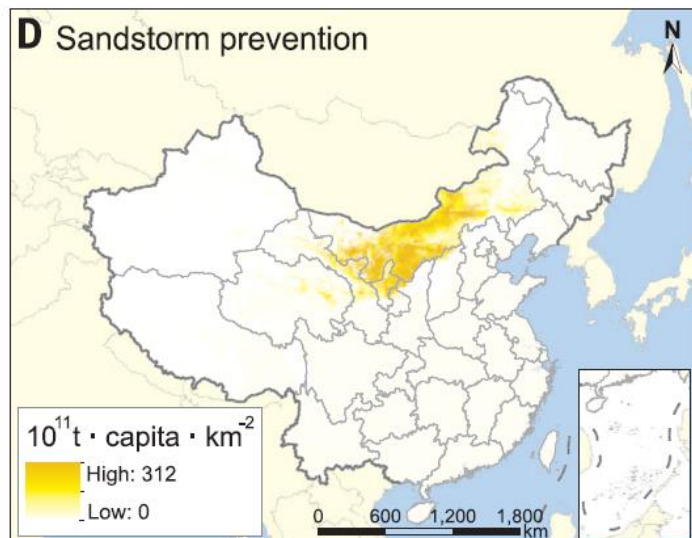 D Sandstorm prevention
N
10¹¹t · capita · km⁻²
High: 312
Low: 0
0 600 1,200 1,800
km